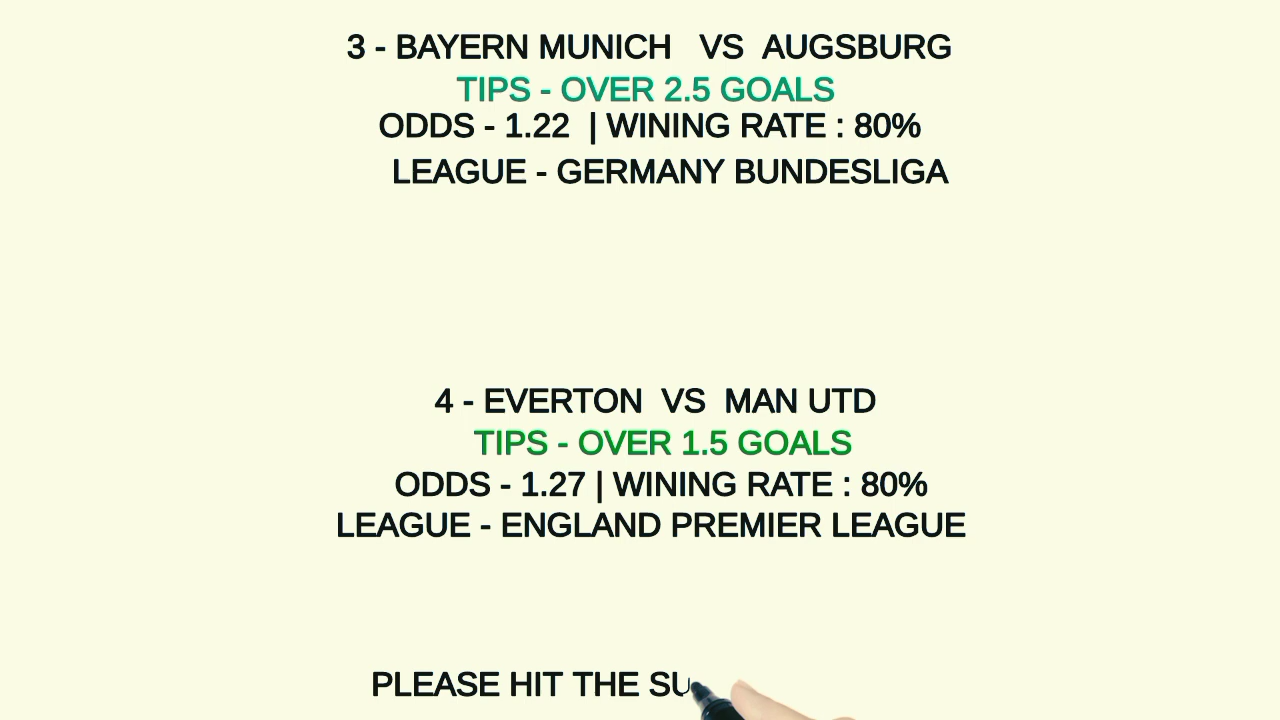 3 - BAYERN MUNICH VS AUGSBURG
TIPS - OVER 2.5 GOALS
ODDS - 1.22 | WINING RATE : 80%
LEAGUE - GERMANY BUNDESLIGA
4 - EVERTON VS MAN UTD
TIPS - OVER 1.5 GOALS
ODDS - 1.27 | WINING RATE : 80%
LEAGUE - ENGLAND PREMIER LEAGUE
PLEASE HIT THE SU